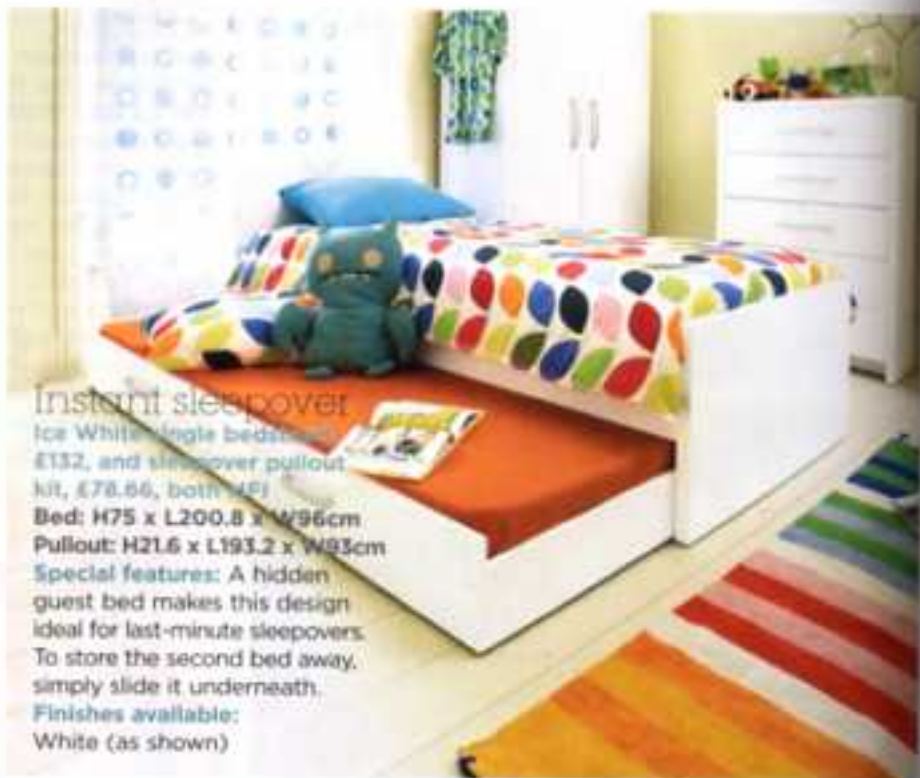 Instant sleepover
Ice White single
£132, and sleepover pullout
kit, £78.66, both MFI
Bed: H75 x L200.8 x W96cm
Pullout: H21.6 x L193.2 x W93cm
Special features: A hidden
guest bed makes this design
ideal for last-minute sleepovers.
To store the second bed away,
simply slide it underneath.
Finishes available:
White (as shown)